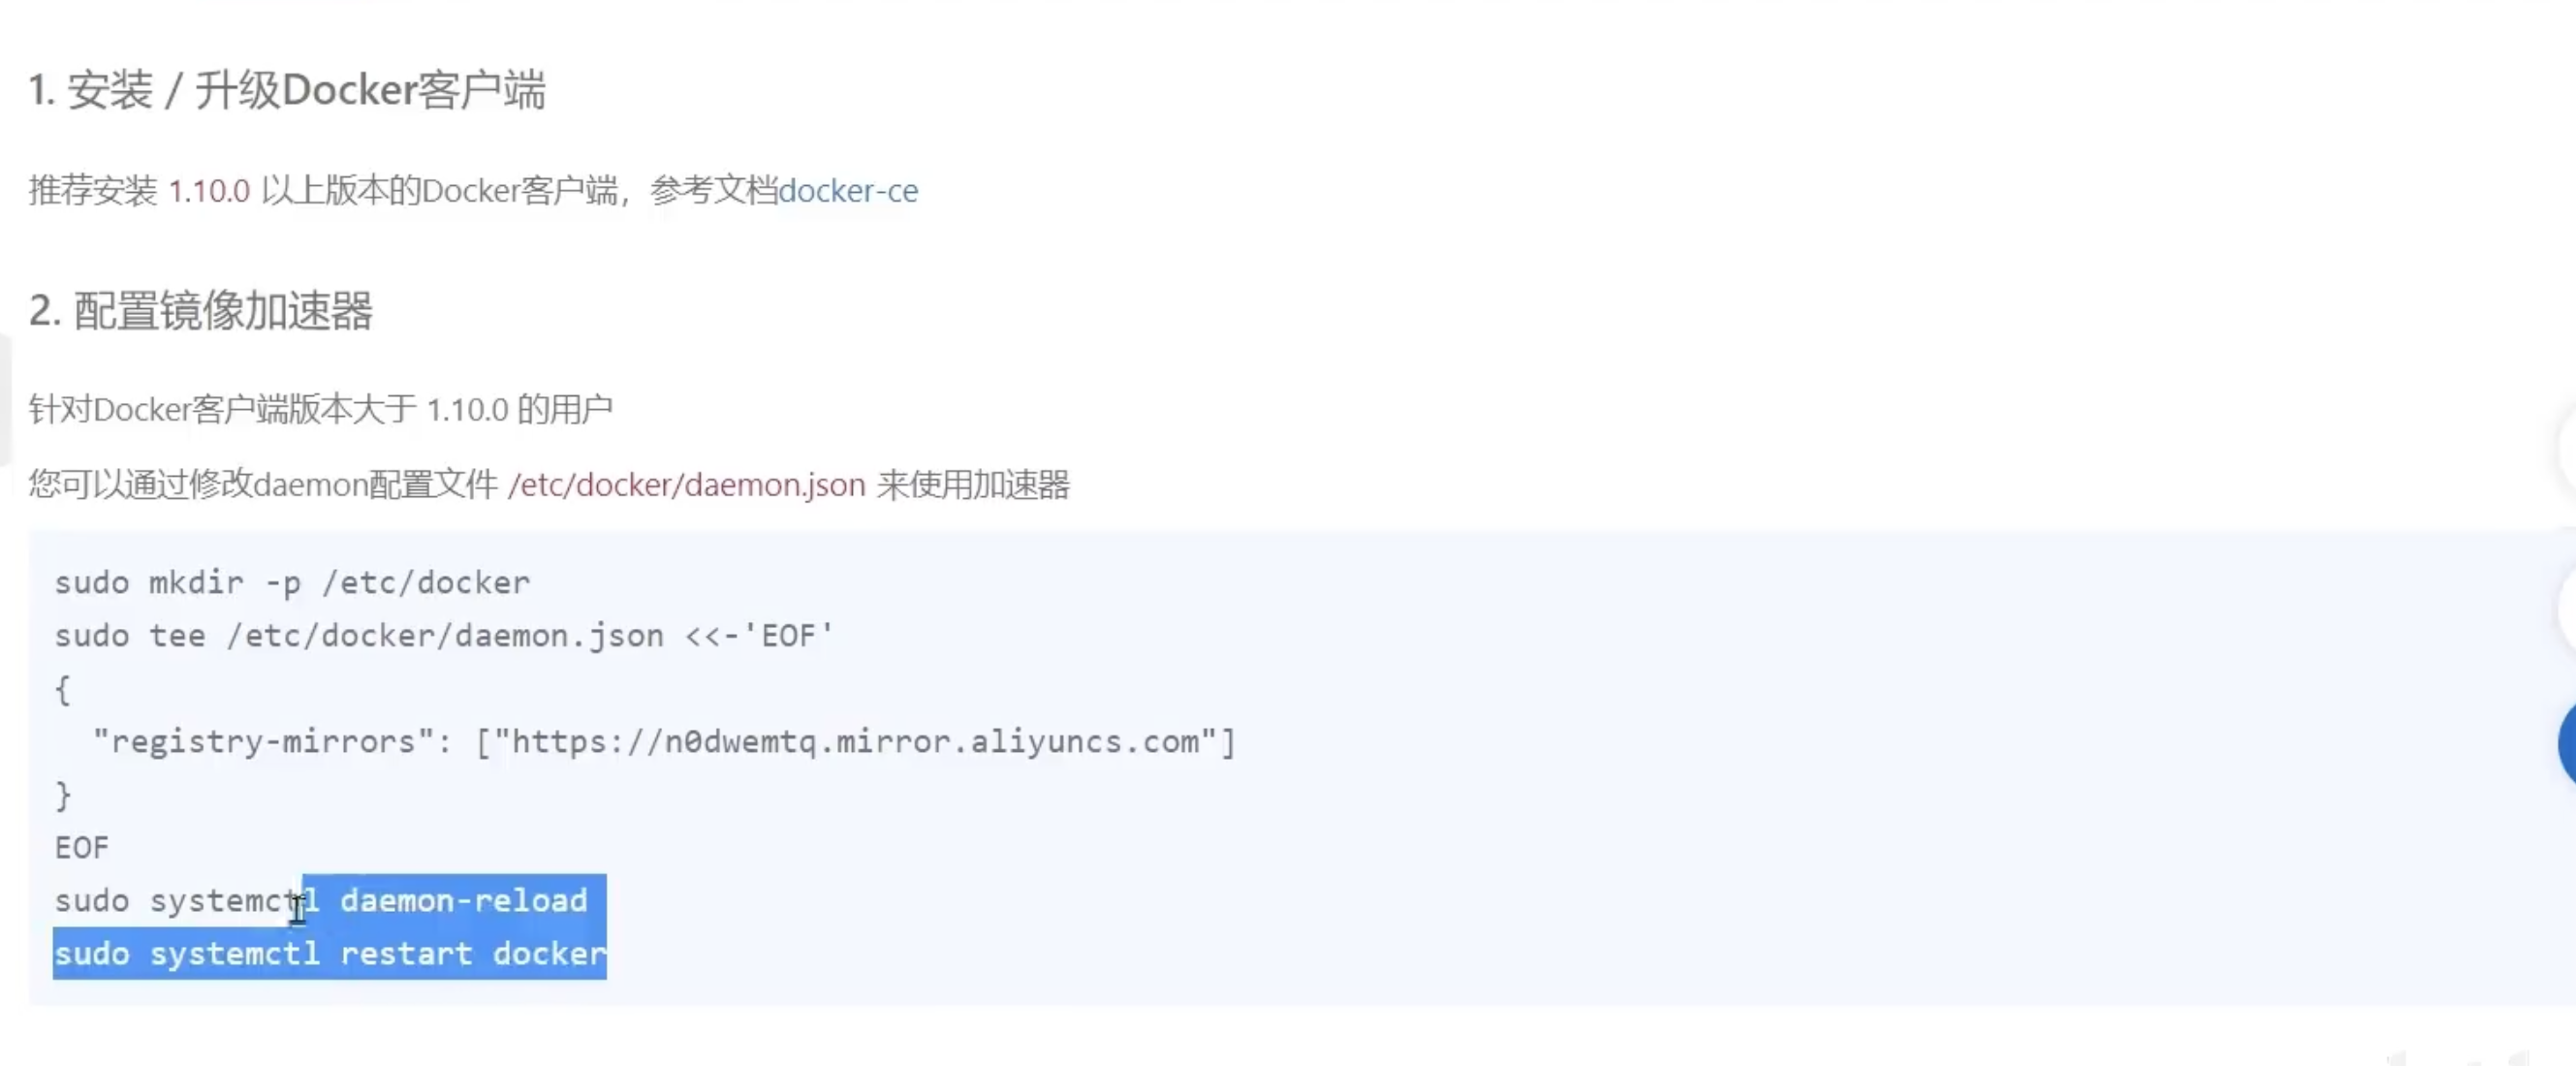 1. 安装 / 升级Docker客户端
推荐安装 1.10.0 以上版本的Docker客户端，参考文档docker-ce
2. 配置镜像加速器
针对Docker客户端版本大于 1.10.0 的用户
您可以通过修改daemon配置文件 /etc/docker/daemon.json 来使用加速器
sudo mkdir -p /etc/docker
sudo tee /etc/docker/daemon.json <<-'EOF'
{
  "registry-mirrors": ["https://n0dwemtq.mirror.aliyuncs.com"]
}
EOF
sudo systemctl daemon-reload
sudo systemctl restart docker